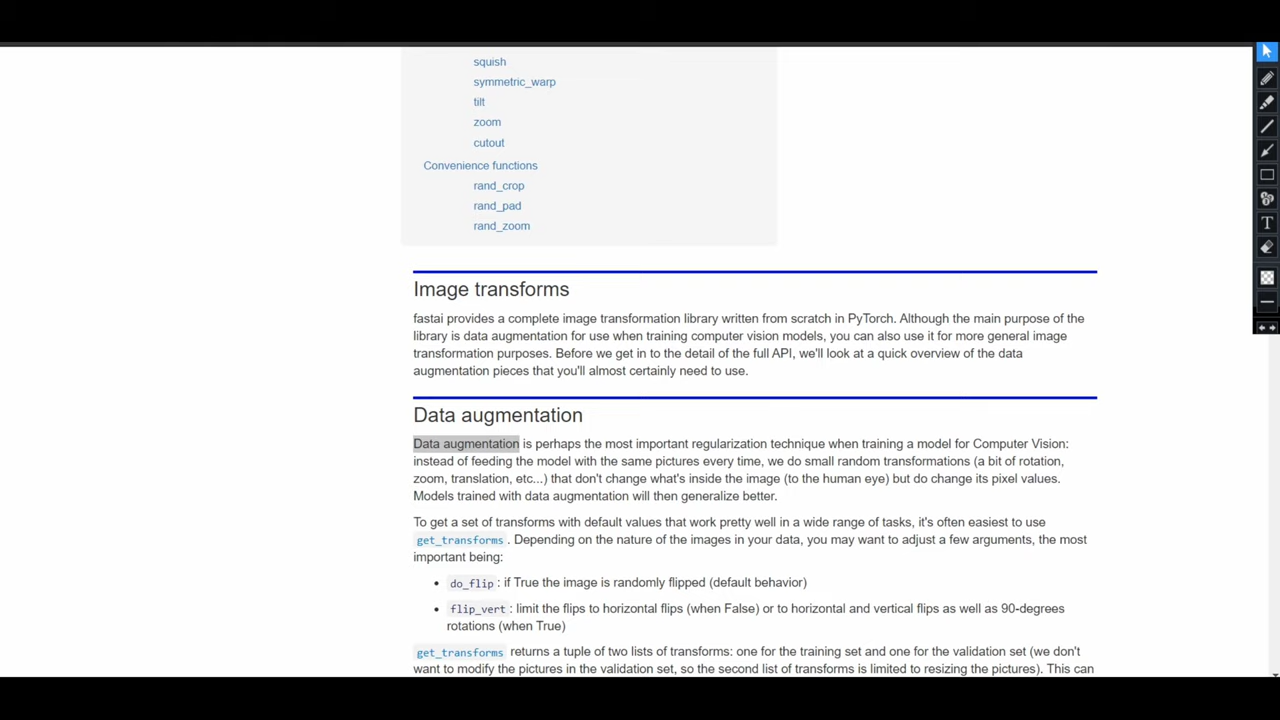 squish
symmetric_warp
tilt
zoom
cutout
Convenience functions
rand_crop
rand_pad
rand_zoom
Image transforms
fastai provides a complete image transformation library written from scratch in PyTorch. Although the main purpose of the
library is data augmentation for use when training computer vision models, you can also use it for more general image
transformation purposes. Before we get in to the detail of the full API, we'll look at a quick overview of the data
augmentation pieces that you'll almost certainly need to use.
Data augmentation
Data augmentation is perhaps the most important regularization technique when training a model for Computer Vision:
instead of feeding the model with the same pictures every time, we do small random transformations (a bit of rotation,
zoom, translation, etc...) that don't change what's inside the image (to the human eye) but do change its pixel values.
Models trained with data augmentation will then generalize better.
To get a set of transforms with default values that work pretty well in a wide range of tasks, it's often easiest to use
get_transforms. Depending on the nature of the images in your data, you may want to adjust a few arguments, the most
important being:
• do_flip: if True the image is randomly flipped (default behavior)
• flip_vert: limit the flips to horizontal flips (when False) or to horizontal and vertical flips as well as 90-degrees
rotations (when True)
get_transforms returns a tuple of two lists of transforms: one for the training set and one for the validation set (we don't
want to modify the pictures in the validation set, so the second list of transforms is limited to resizing the pictures). This can
T